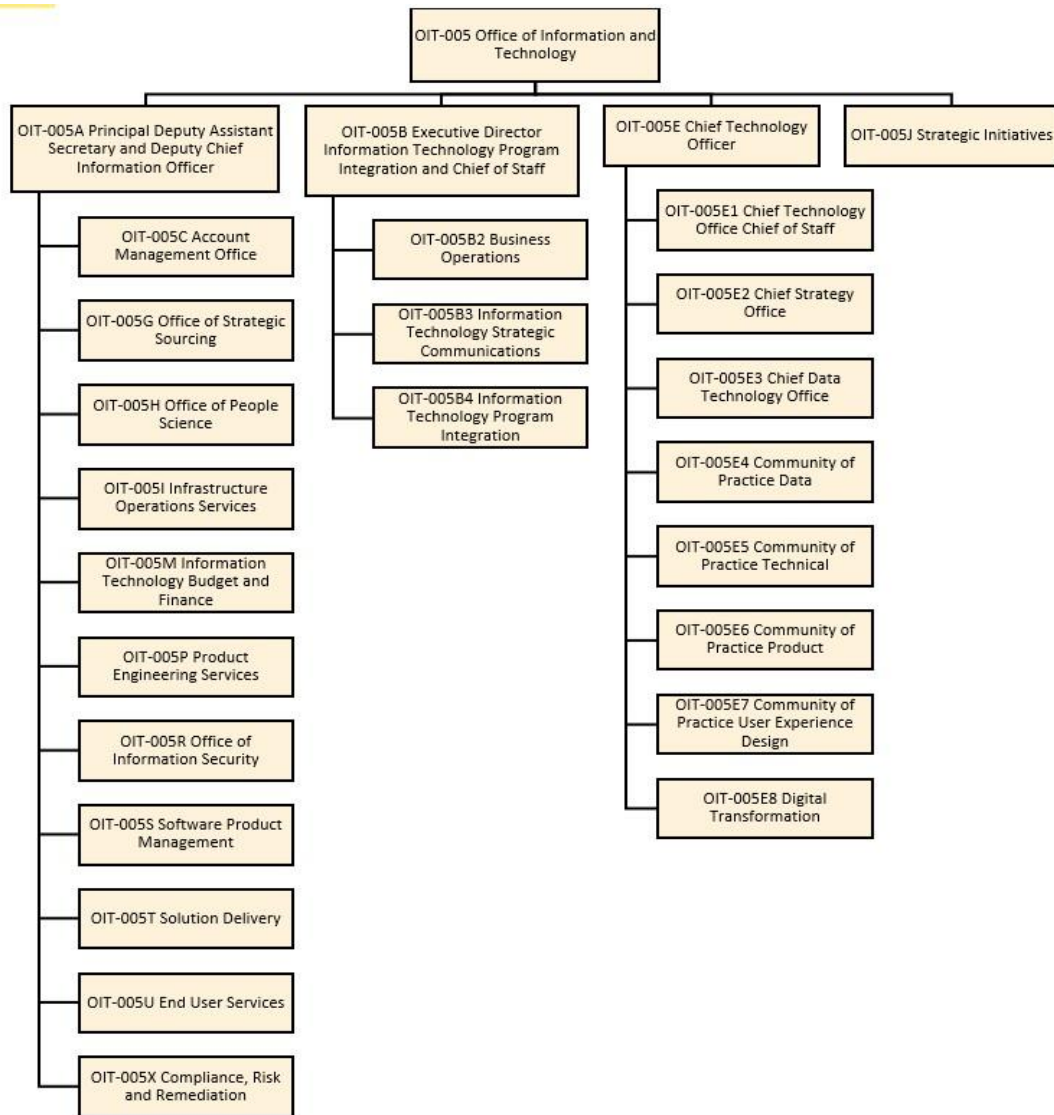 OIT-005 Office of Information and
Technology
OIT-005A Principal Deputy Assistant
Secretary and Deputy Chief
Information Officer
OIT-005C Account
Management Office
OIT-005G Office of Strategic
Sourcing
OIT-005H Office of People
Science
OIT-005I Infrastructure
Operations Services
OIT-005M Information
Technology Budget and
Finance
OIT-005P Product
Engineering Services
OIT-005R Office of
Information Security
OIT-005S Software Product
Management
OIT-005T Solution Delivery
OIT-005U End User Services
OIT-005X Compliance, Risk
and Remediation
OIT-005B Executive Director
Information Technology Program
Integration and Chief of Staff
OIT-005B2 Business
Operations
OIT-005B3 Information
Technology Strategic
Communications
OIT-005B4 Information
Technology Program
Integration
OIT-005E Chief Technology
Officer
OIT-005E1 Chief Technology
Office Chief of Staff
OIT-005E2 Chief Strategy
Office
OIT-005E3 Chief Data
Technology Office
OIT-005E4 Community of
Practice Data
OIT-005E5 Community of
Practice Technical
OIT-005E6 Community of
Practice Product
OIT-005E7 Community of
Practice User Experience
Design
OIT-005E8 Digital
Transformation
OIT-005J Strategic Initiatives